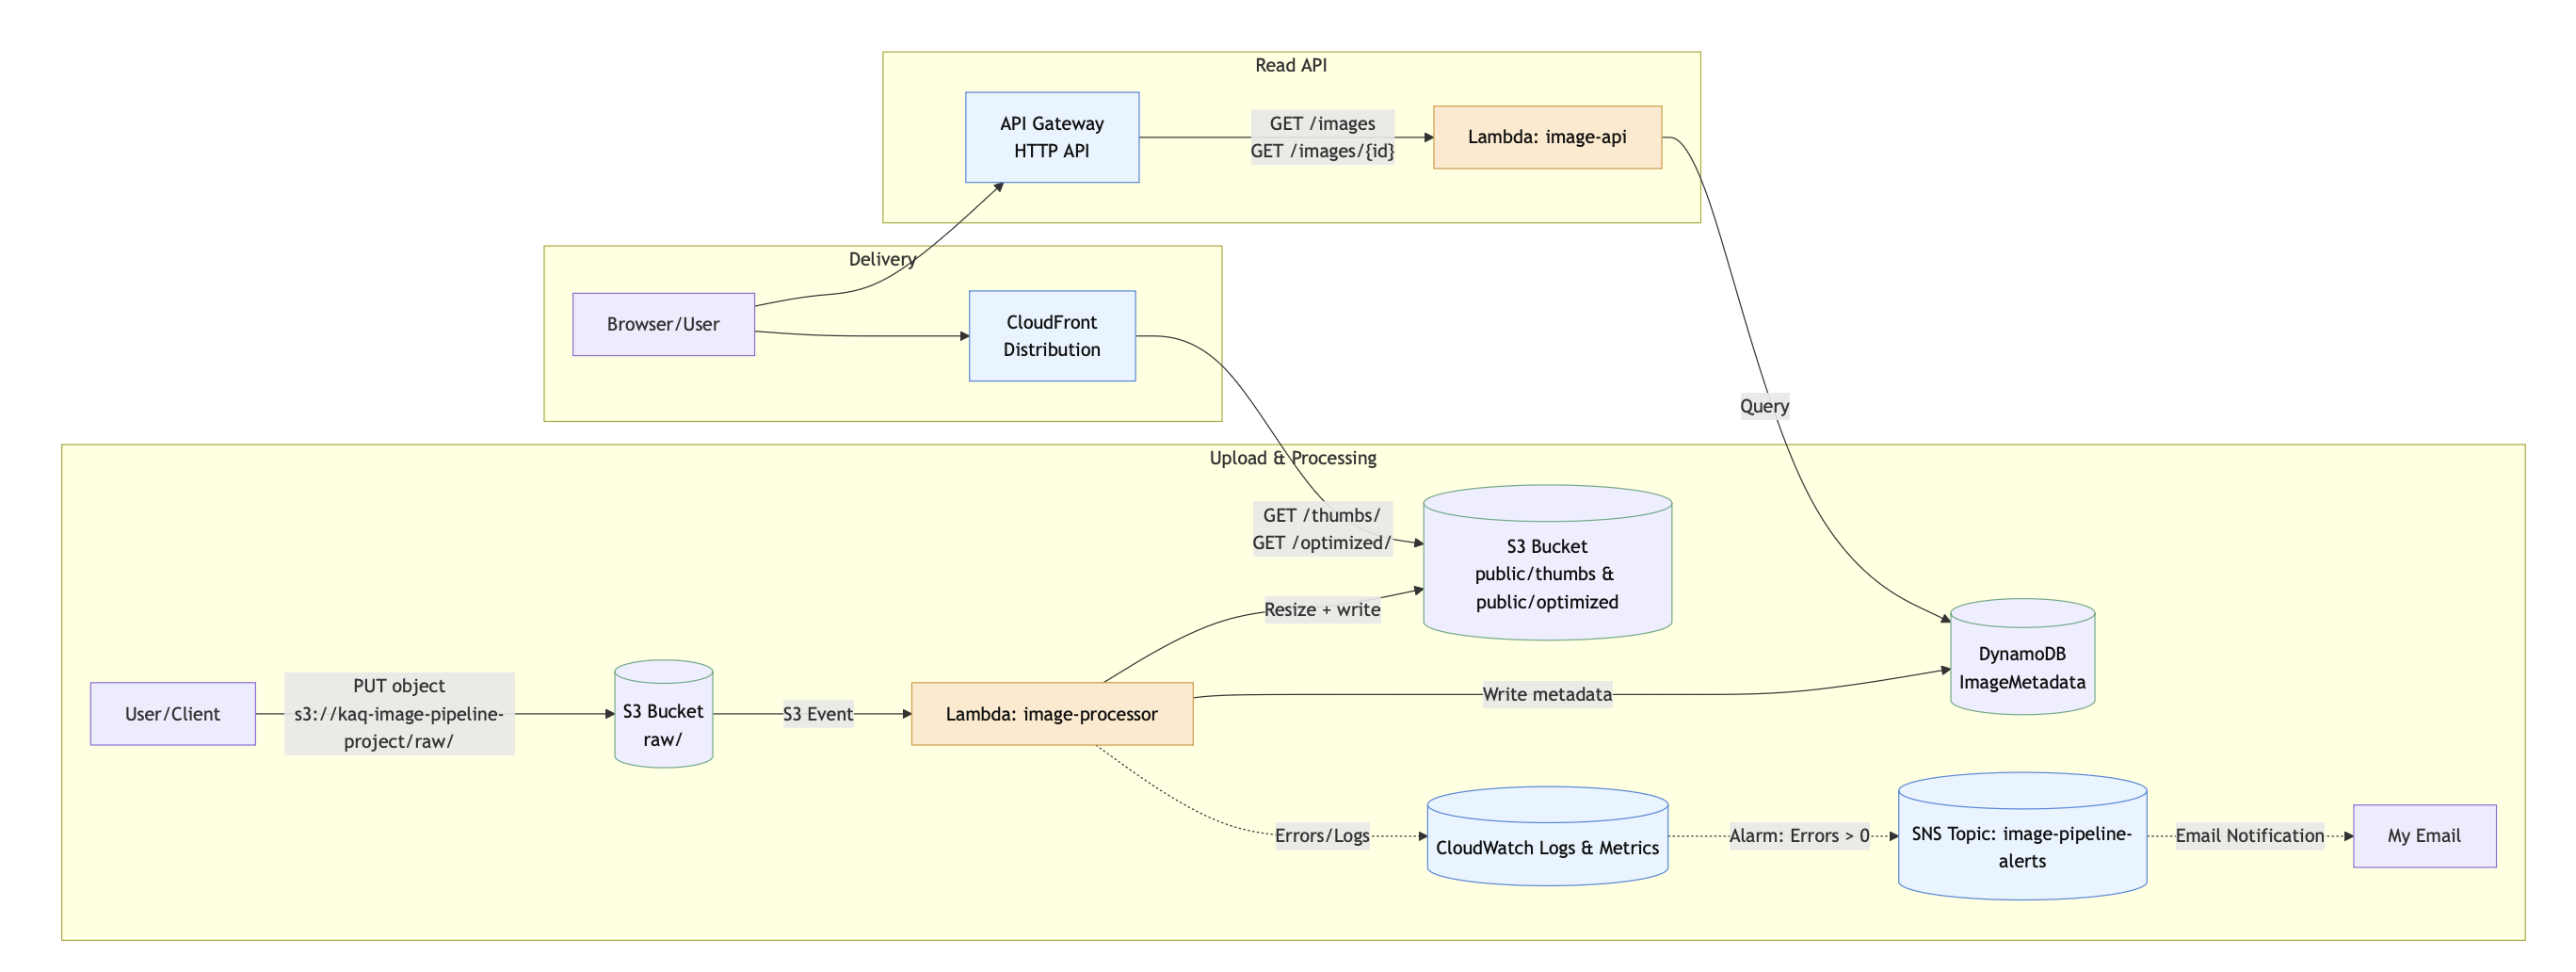 Read API
API Gateway
HTTP API
GET /images
GET /images/{id}
Lambda: image-api
Delivery
Browser/User
CloudFront
Distribution
Query
Upload & Processing
GET /thumbs/
GET /optimized/
S3 Bucket
public/thumbs &
public/optimized
Resize + write
DynamoDB
ImageMetadata
User/Client
PUT object
s3://kaq-image-pipeline-
project/raw/
S3 Bucket
raw/
S3 Event
Lambda: image-processor
Write metadata
Errors/Logs
CloudWatch Logs & Metrics
Alarm: Errors > 0
SNS Topic: image-pipeline-
alerts
Email Notification
My Email